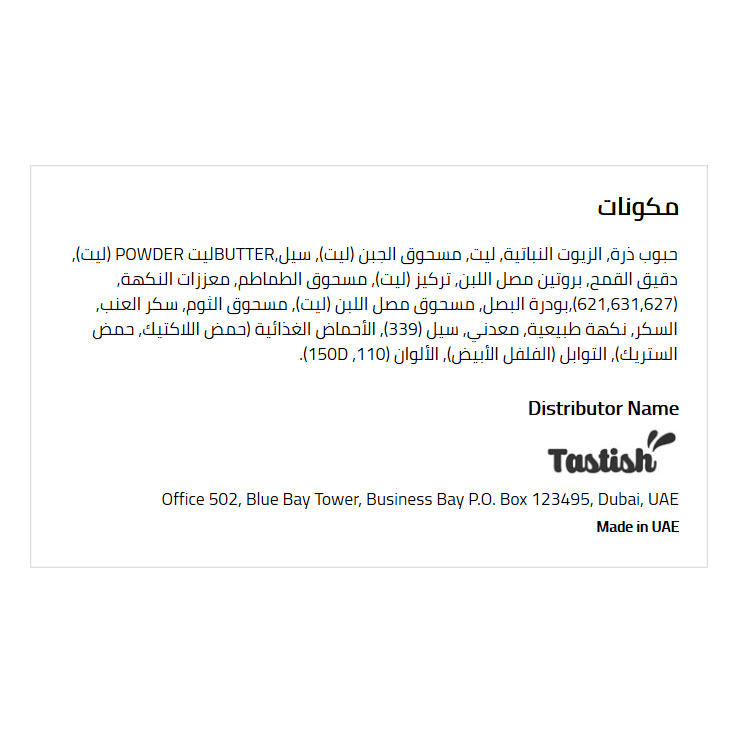 مكونات
حبوب ذرة, الزيوت النباتية, ليت, مسحوق الجبن (ليت), سيل,BUTTERليت POWDER (ليت),
دقيق القمح, بروتين مصل اللبن, تركيز (ليت), مسحوق الطماطم, معززات النكهة,
(621,631,627),بودرة البصل, مسحوق مصل اللبن (ليت), مسحوق الثوم, سكر العنب,
السكر, نكهة طبيعية, معدني, سيل (339), الأحماض الغذائية (حمض اللاكتيك, حمض
الستريك), التوابل (الفلفل الأبيض), الألوان (110, 150D).
Distributor Name
Tastish
Office 502, Blue Bay Tower, Business Bay P.O. Box 123495, Dubai, UAE
Made in UAE